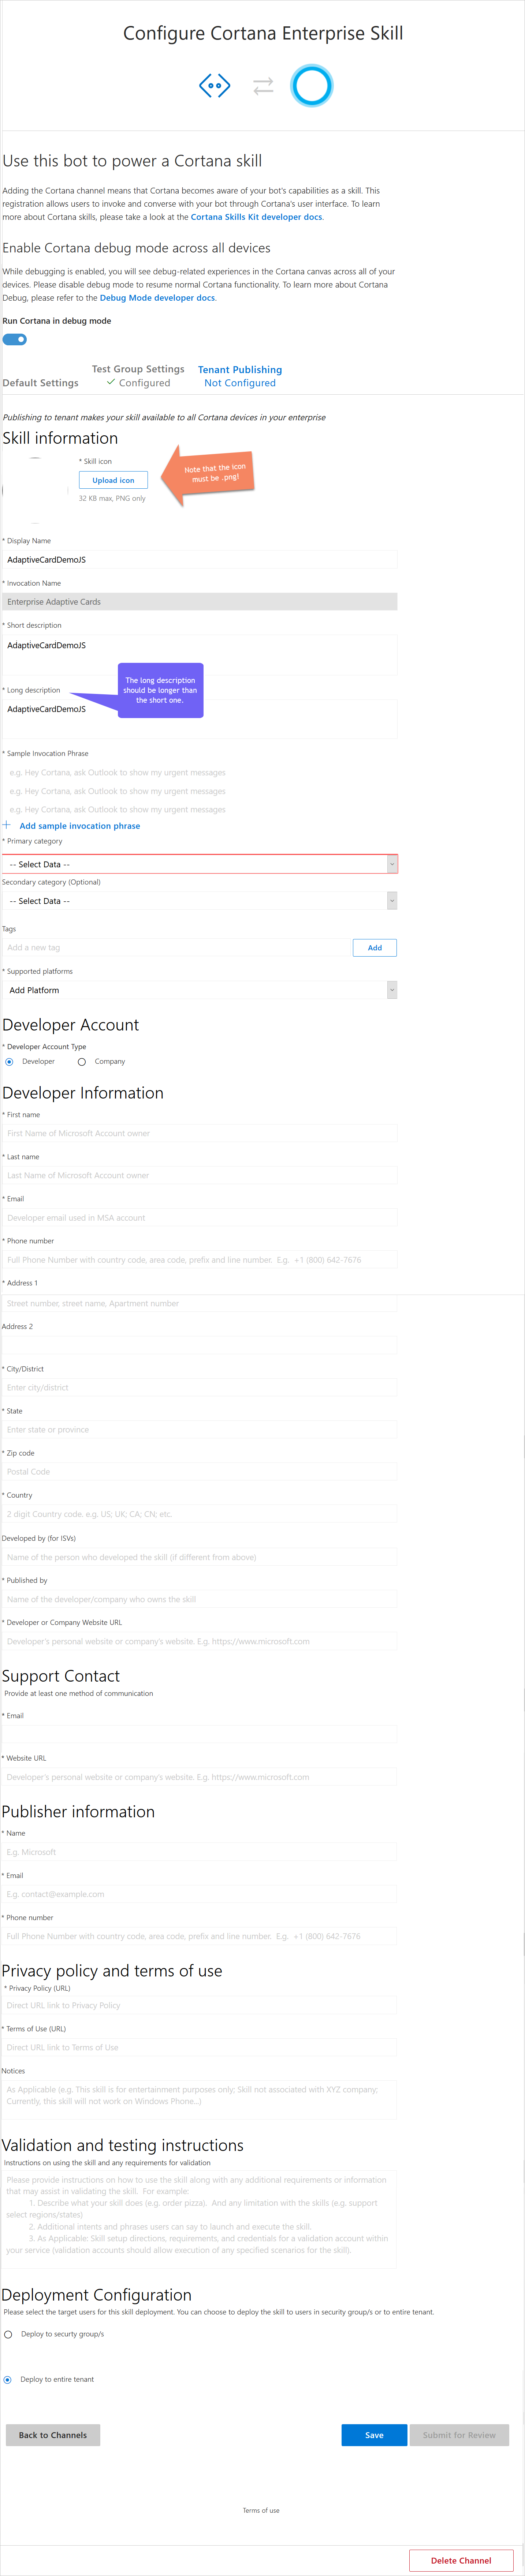 Configure Cortana Enterprise Skill
Use this bot to power a Cortana skill
Adding the Cortana channel means that Cortana becomes aware of your bot's capabilities as a skill. This
registration allows users to invoke and converse with your bot through Cortana's user interface. To learn
more about Cortana skills, please take a look at the Cortana Skills Kit developer docs.
Enable Cortana debug mode across all devices
While debugging is enabled, you will see debug-related experiences in the Cortana canvas across all of your
devices. Please disable debug mode to resume normal Cortana functionality. To learn more about Cortana
Debug, please refer to the Debug Mode developer docs.
Run Cortana in debug mode
Default Settings
Test Group Settings
Configured
Tenant Publishing
Not Configured
Publishing to tenant makes your skill available to all Cortana devices in your enterprise
Skill information
* Skill icon
Upload icon
32 KB max, PNG only
Note that the icon
must be .png!
* Display Name
AdaptiveCardDemoJS
* Invocation Name
Enterprise Adaptive Cards
* Short description
AdaptiveCardDemoJS
* Long description
AdaptiveCardDemoJS
The long description
should be longer than
the short one.
* Sample Invocation Phrase
e.g. Hey Cortana, ask Outlook to show my urgent messages
e.g. Hey Cortana, ask Outlook to show my urgent messages
e.g. Hey Cortana, ask Outlook to show my urgent messages
+ Add sample invocation phrase
* Primary category
-- Select Data --
Secondary category (Optional)
-- Select Data --
Tags
Add a new tag
Add
* Supported platforms
Add Platform
Developer Account
* Developer Account Type
Developer
Company
Developer Information
* First name
First Name of Microsoft Account owner
* Last name
Last Name of Microsoft Account owner
* Email
Developer email used in MSA account
* Phone number
Full Phone Number with country code, area code, prefix and line number. E.g. +1 (800) 642-7676
* Address 1
Street number, street name, Apartment number
Address 2
* City/District
Enter city/district
* State
Enter state or province
* Zip code
Postal Code
* Country
2 digit Country code. e.g. US; UK; CA; CN; etc.
Developed by (for ISVs)
Name of the person who developed the skill (if different from above)
* Published by
Name of the developer/company who owns the skill
* Developer or Company Website URL
Developer's personal website or company's website. E.g. https://www.microsoft.com
Support Contact
Provide at least one method of communication
* Email
* Website URL
Developer's personal website or company's website. E.g. https://www.microsoft.com
Publisher information
* Name
E.g. Microsoft
* Email
E.g. contact@example.com
* Phone number
Full Phone Number with country code, area code, prefix and line number. E.g. +1 (800) 642-7676
Privacy policy and terms of use
* Privacy Policy (URL)
Direct URL link to Privacy Policy
* Terms of Use (URL)
Direct URL link to Terms of Use
Notices
As Applicable (e.g. This skill is for entertainment purposes only; Skill not associated with XYZ company;
Currently, this skill will not work on Windows Phone...)
Validation and testing instructions
Instructions on using the skill and any requirements for validation
Please provide instructions on how to use the skill along with any additional requirements or information
that may assist in validating the skill. For example:
1. Describe what your skill does (e.g. order pizza). And any limitation with the skills (e.g. support
select regions/states)
2. Additional intents and phrases users can say to launch and execute the skill.
3. As Applicable: Skill setup directions, requirements, and credentials for a validation account within
your service (validation accounts should allow execution of any specified scenarios for the skill).
Deployment Configuration
Please select the target users for this skill deployment. You can choose to deploy the skill to users in security group/s or to entire tenant.
Deploy to securty group/s
Deploy to entire tenant
Back to Channels
Save
Submit for Review
Terms of use
Delete Channel